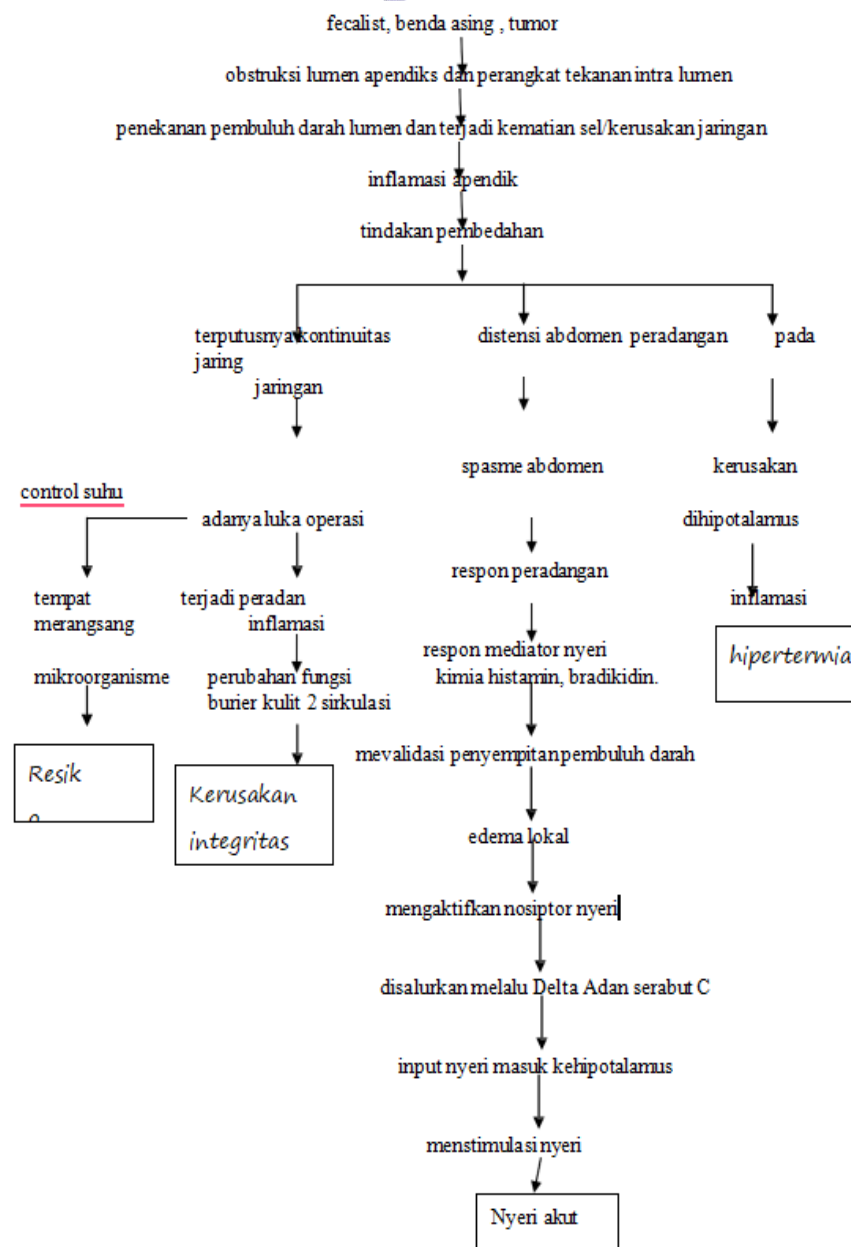 fecalist, benda asing , tumor
obstruksi lumen apendiks dan perangkat tekanan intra lumen
penekanan pembuluh darah lumen dan terjadi kematian sel/kerusakan jaringan
inflamasi apendik
tindakan pembedahan
terputusnya kontinuitas distensi abdomen peradangan pada
jaring
jaringan
spasme abdomen kerusakan
control suhu
adanya luka operasi dihipotalamus
respon peradangan
tempat terjadi peradan inflamasi
merangsang inflamasi
respon mediator nyeri
hipertermia
mikroorganisme perubahan fungsi kimia histamin, bradikidin.
burier kulit 2 sirkulasi
mevalidasi penyempitan pembuluh darah
Resik
Kerusakan
integritas
edema lokal
mengaktifkan nosiptor nyeri
disalurkan melalu Delta Adan serabut C
input nyeri masuk kehipotalamus
menstimulasi nyeri
Nyeri akut